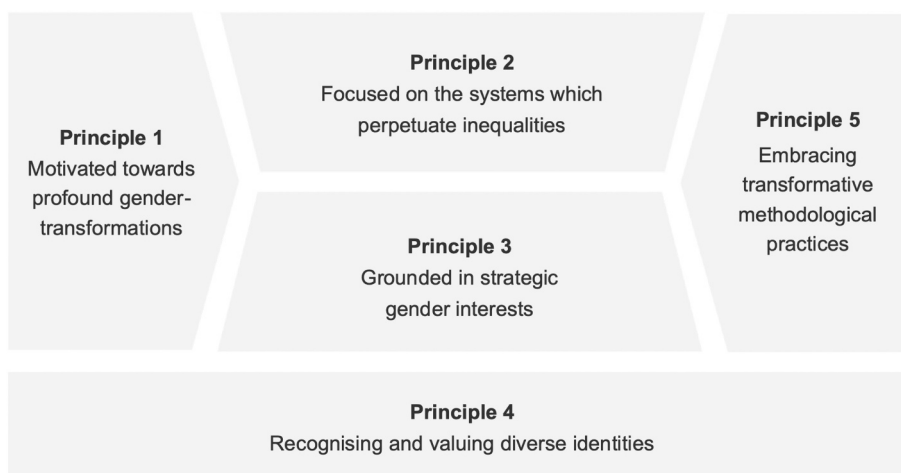 Principle 1
Motivated towards
profound gender-
transformations
Principle 2
Focused on the systems which
perpetuate inequalities
Principle 3
Grounded in strategic
gender interests
Principle 5
Embracing
transformative
methodological
practices
Principle 4
Recognising and valuing diverse identities